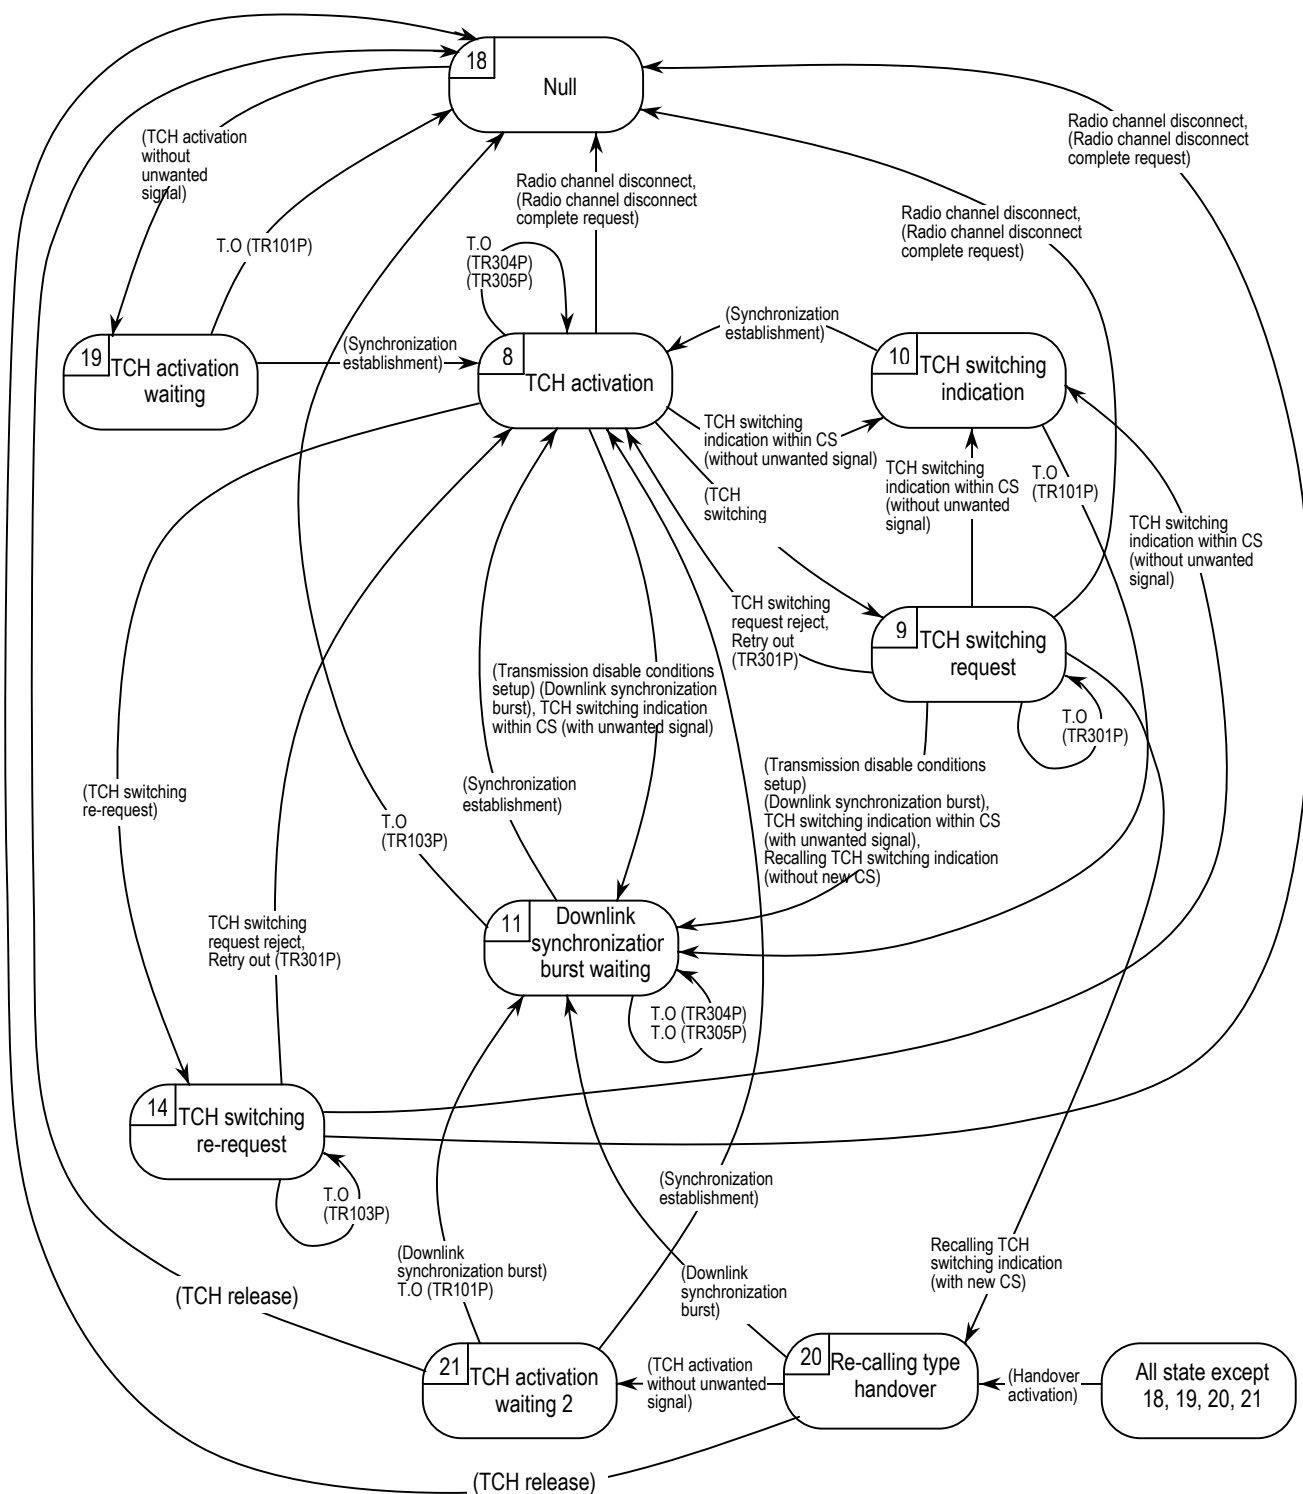 18
Null
(TCH activation
without
unwanted
signal)
T.O (TR101P)
Radio channel disconnect,
(Radio channel disconnect
complete request)
Radio channel disconnect,
(Radio channel disconnect
complete request)
Radio channel disconnect,
(Radio channel disconnect
complete request)
T.O
(TR304P)
(TR305P)
19
TCH activation
waiting
(Synchronization
establishment)
8
TCH activation
(Synchronization
establishment)
10
TCH switching
indication
TCH switching
indication within CS
(without unwanted signal)
(TCH
switching
TCH switching
indication within CS
(without unwanted
signal)
T.O
(TR101P)
TCH switching
indication within CS
(without unwanted
signal)
TCH switching
request reject,
Retry out
(TR301P)
9
TCH switching
request
T.O
(TR301P)
(Transmission disable conditions
setup) (Downlink synchronization
burst), TCH switching indication
within CS (with unwanted signal)
(Synchronization
establishment)
(Transmission disable conditions
setup)
(Downlink synchronization burst),
TCH switching indication within CS
(with unwanted signal),
Recalling TCH switching indication
(without new CS)
(TCH switching
re-request)
T.O
(TR103P)
TCH switching
request reject,
Retry out (TR301P)
11
Downlink
synchronization
burst waiting
T.O (TR304P)
T.O (TR305P)
14
TCH switching
re-request
T.O
(TR103P)
(Synchronization
establishment)
(Downlink
synchronization burst)
T.O (TR101P)
(Downlink
synchronization
burst)
Recalling TCH
switching indication
(with new CS)
(TCH release)
21
TCH activation
waiting 2
(TCH activation
without unwanted
signal)
20
Re-calling type
handover
(Handover
activation)
All state except
18, 19, 20, 21
(TCH release)